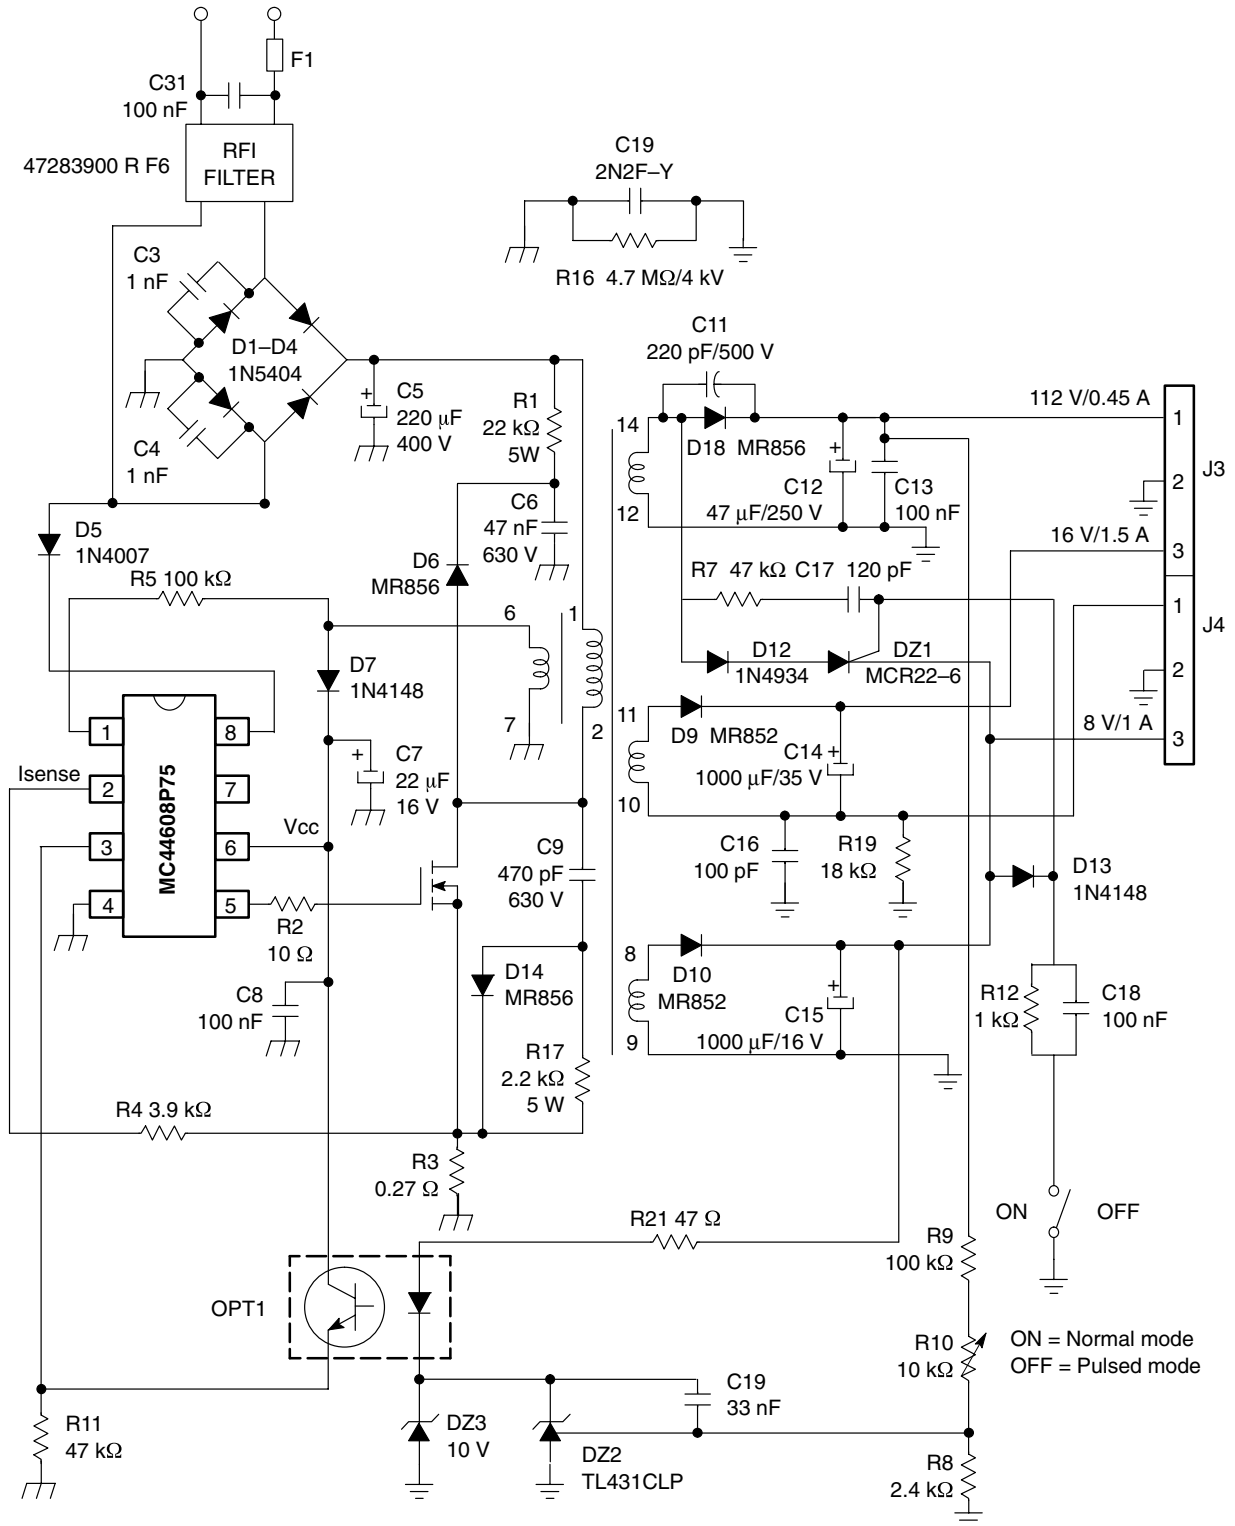 F1
C31
100 nF
RFI
FILTER
47283900 R F6
C19
2N2F–Y
R16 4.7 MΩ/4 kV
C3
1 nF
D1–D4
1N5404
C4
1 nF
+
C5
220 µF
400 V
R1
22 kΩ
5W
C6
47 nF
630 V
C11
220 pF/500 V
14
D18 MR856
12
+
C12
47 µF/250 V
C13
100 nF
112 V/0.45 A
1
2
3
J3
16 V/1.5 A
1
2
3
J4
8 V/1 A
D5
1N4007
R5 100 kΩ
D6
MR856
R7 47 kΩ C17 120 pF
D12
1N4934
DZ1
MCR22–6
6
1
7
2
D7
1N4148
+
C7
22 µF
16 V
11
D9 MR852
10
C14
+
1000 µF/35 V
C16
100 pF
R19
18 kΩ
D13
1N4148
MC44608P75
1
2
3
4
8
7
6
5
Isense
Vcc
R2
10 Ω
C9
470 pF
630 V
D14
MR856
C8
100 nF
8
D10
MR852
9
+
C15
1000 µF/16 V
R12
1 kΩ
C18
100 nF
R17
2.2 kΩ
5 W
R4 3.9 kΩ
R3
0.27 Ω
R21 47 Ω
ON
OFF
R9
100 kΩ
OPT1
R10
10 kΩ
ON = Normal mode
OFF = Pulsed mode
C19
33 nF
R11
47 kΩ
DZ3
10 V
DZ2
TL431CLP
R8
2.4 kΩ